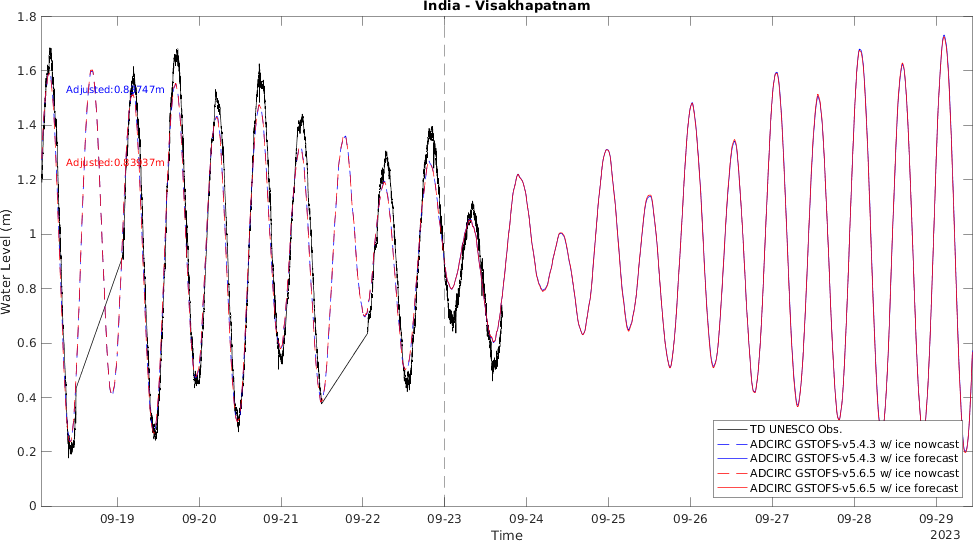 India - Visakhapatnam
1.8
1.6
1.4
1.2
1
0.8
0.6
0.4
0.2
0
Water Level (m)
Adjusted:
Adjusted:0.83937m
TD UNESCO Obs.
ADCIRC GSTOFS-v5.4.3 w/ ice nowcast
ADCIRC GSTOFS-v5.4.3 w/ ice forecast
ADCIRC GSTOFS-v5.6.5 w/ ice nowcast
ADCIRC GSTOFS-v5.6.5 w/ ice forecast
09-19 09-20 09-21 09-22 09-23 09-24 09-25 09-26 09-27 09-28 09-29
Time
2023